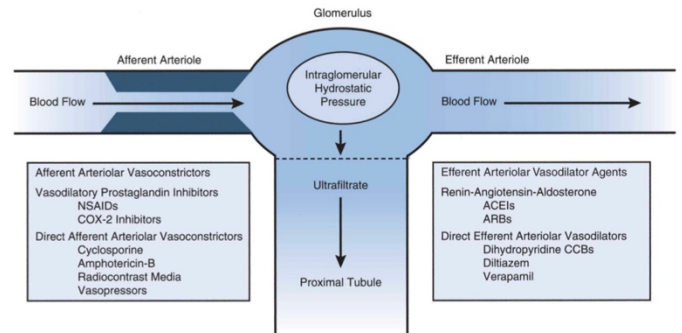 Glomerulus
Afferent Arteriole
Efferent Arteriole
Intraglomerular
Hydrostatic
Pressure
Blood Flow
Blood Flow
Ultrafiltrate
Proximal Tubule
Afferent Arteriolar Vasoconstrictors
Vasodilatory Prostaglandin Inhibitors
NSAIDs
COX-2 Inhibitors
Direct Afferent Arteriolar Vasoconstrictors
Cyclosporine
Amphotericin-B
Radiocontrast Media
Vasopressors
Efferent Arteriolar Vasodilator Agents
Renin-Angiotensin-Aldosterone
ACEIs
ARBs
Direct Efferent Arteriolar Vasodilators
Dihydropyridine CCBs
Diltiazem
Verapamil